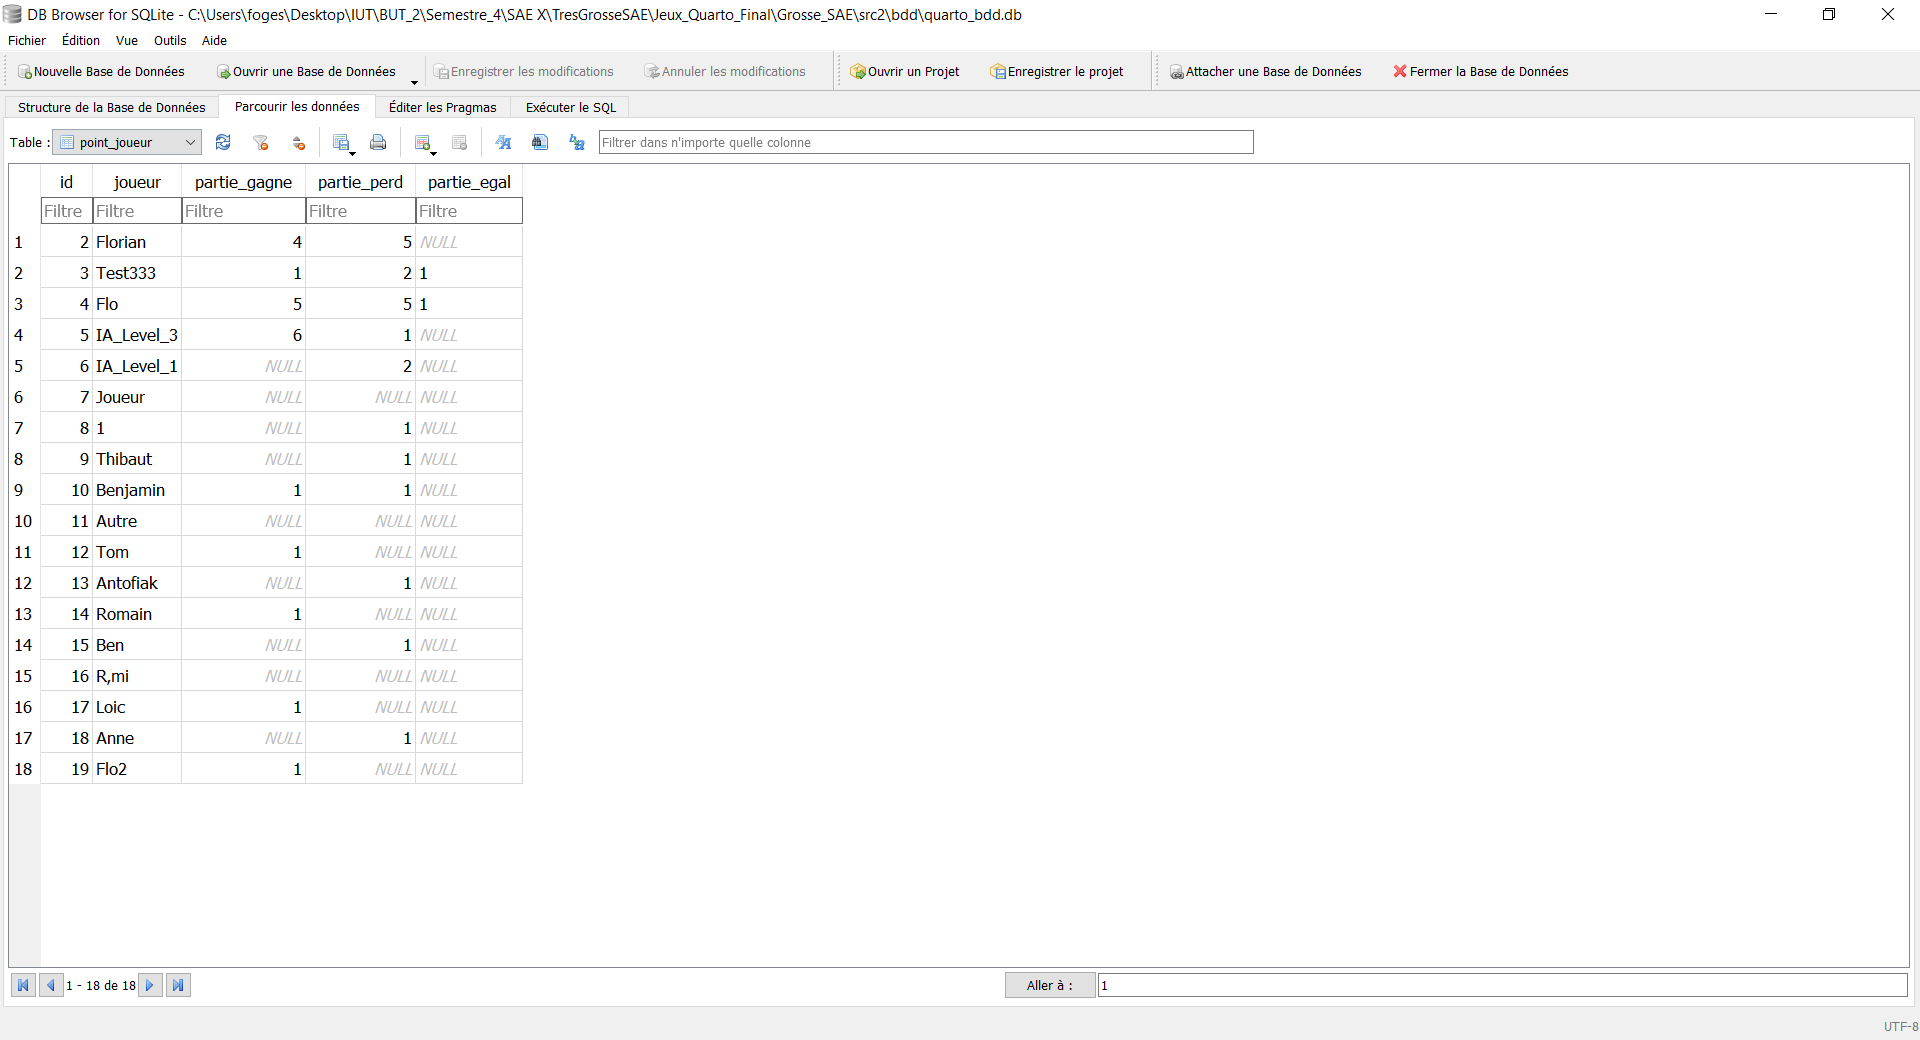 DB Browser for SQLite - C:\Users\foges\Desktop\IUT\BUT_2\Semestre_4\SAE X\TresGrosseSAE\Jeux_Quarto_Final\Grosse_SAE\src2\bdd\quarto_bdd.db
Fichier Édition Vue Outils Aide
Nouvelle Base de Données Ouvrir une Base de Données Enregistrer les modifications Annuler les modifications Ouvrir un Projet Enregistrer le projet Attacher une Base de Données Fermer la Base de Données
Structure de la Base de Données Parcourir les données Éditer les Pragmas Exécuter le SQL
Table : point_joueur Filtrer dans n'importe quelle colonne
id joueur partie_gagne partie_perd partie_egal
Filtre Filtre Filtre Filtre Filtre
1 2 Florian 4 5 NULL
2 3 Test333 1 2 1
3 4 Flo 5 5 1
4 5 IA_Level_3 6 1 NULL
5 6 IA_Level_1 NULL 2 NULL
6 7 Joueur NULL NULL NULL
7 8 1 NULL 1 NULL
8 9 Thibaut NULL 1 NULL
9 10 Benjamin 1 1 NULL
10 11 Autre NULL NULL NULL
11 12 Tom 1 NULL NULL
12 13 Antofiak NULL 1 NULL
13 14 Romain 1 NULL NULL
14 15 Ben NULL 1 NULL
15 16 R,mi NULL NULL NULL
16 17 Loic 1 NULL NULL
17 18 Anne NULL 1 NULL
18 19 Flo2 1 NULL NULL
1 - 18 de 18 Aller à : 1
UTF-8